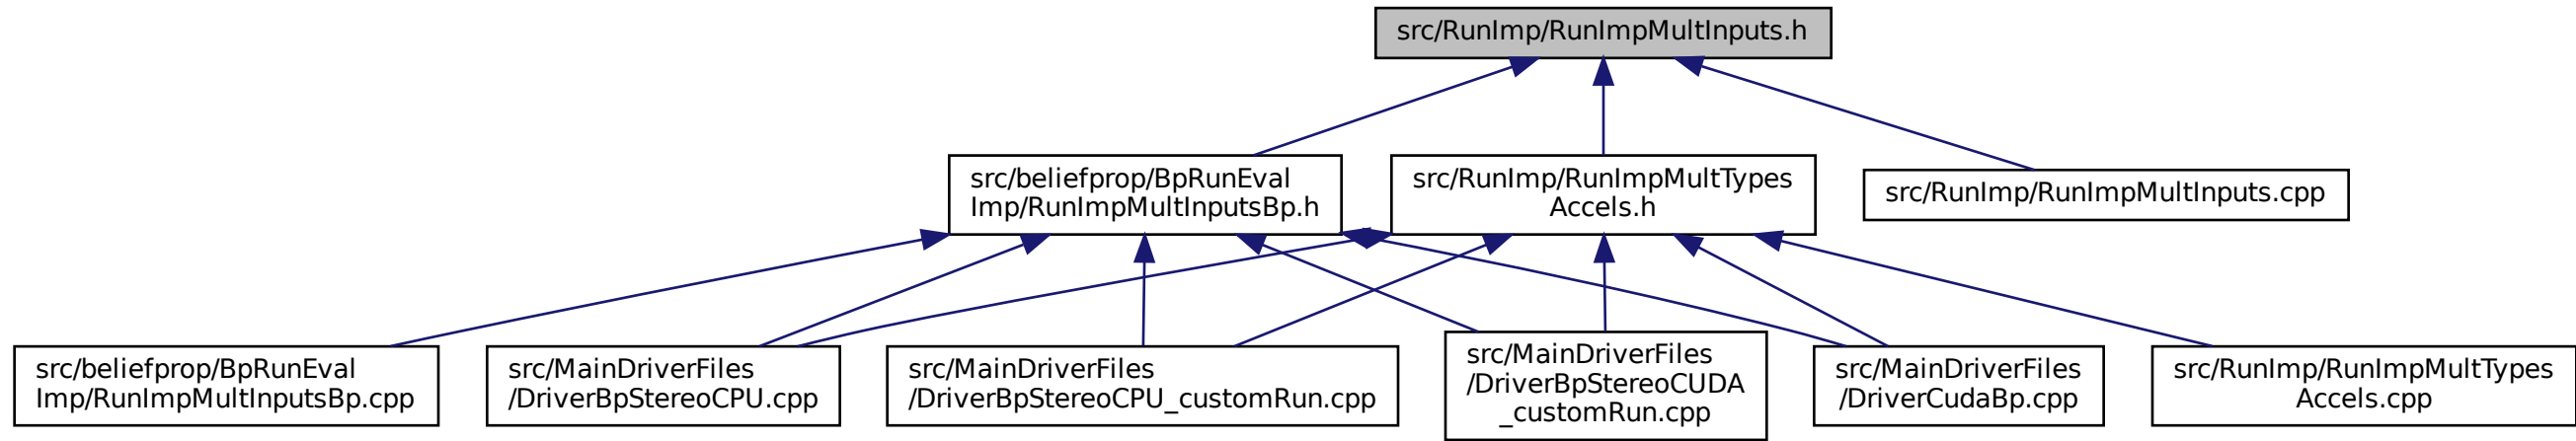 src/RunImp/RunImpMultInputs.h
src/beliefprop/BpRunEval
Imp/RunImpMultInputsBp.h
src/RunImp/RunImpMultTypes
Accels.h
src/RunImp/RunImpMultInputs.cpp
src/beliefprop/BpRunEval
Imp/RunImpMultInputsBp.cpp
src/MainDriverFiles
/DriverBpStereoCPU.cpp
src/MainDriverFiles
/DriverBpStereoCPU_customRun.cpp
src/MainDriverFiles
/DriverBpStereoCUDA
_customRun.cpp
src/MainDriverFiles
/DriverCudaBp.cpp
src/RunImp/RunImpMultTypes
Accels.cpp